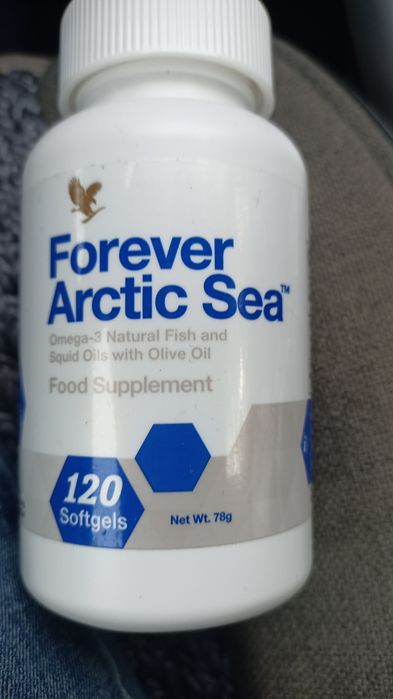 Forever
Arctic Sea™
Omega-3 Natural Fish and
Squid Oils with Olive Oil
Food Supplement
120
Softgels
Net Wt. 78g